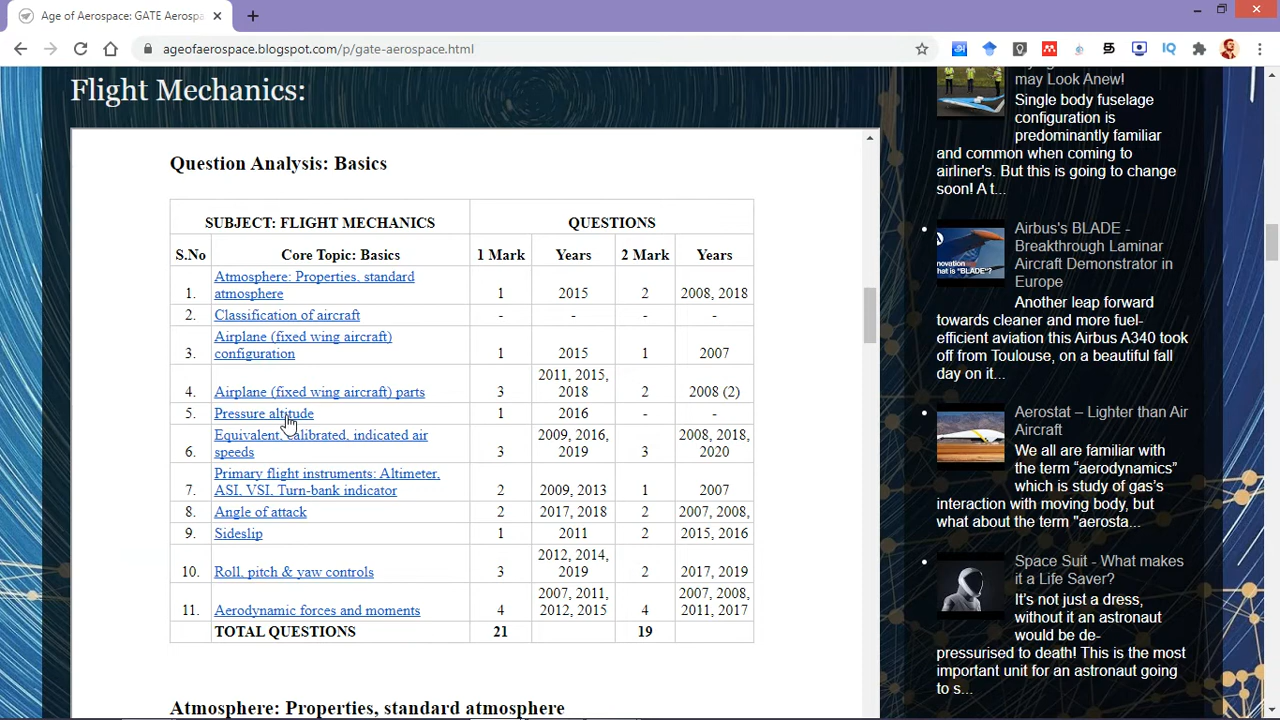 Age of Aerospace: GATE Aerospa
ageofaerospace.blogspot.com/p/gate-aerospace.html
IQ
Flight Mechanics:
Question Analysis: Basics
SUBJECT: FLIGHT MECHANICS QUESTIONS
S.No Core Topic: Basics 1 Mark Years 2 Mark Years
1. Atmosphere: Properties, standard
atmosphere 1 2015 2 2008, 2018
2. Classification of aircraft - - - -
3. Airplane (fixed wing aircraft)
configuration 1 2015 1 2007
4. Airplane (fixed wing aircraft) parts 3 2011, 2015,
2018 2 2008 (2)
5. Pressure altitude 1 2016 - -
6. Equivalent, calibrated, indicated air
speeds 3 2009, 2016,
2019 3 2008, 2018,
2020
7. Primary flight instruments: Altimeter,
ASI, VSI, Turn-bank indicator 2 2009, 2013 1 2007
8. Angle of attack 2 2017, 2018 2 2007, 2008,
9. Sideslip 1 2011 2 2015, 2016
10. Roll, pitch & yaw controls 3 2012, 2014,
2019 2 2017, 2019
11. Aerodynamic forces and moments 4 2007, 2011,
2012, 2015 4 2007, 2008,
2011, 2017
TOTAL QUESTIONS 21 19
Atmosphere: Properties, standard atmosphere
may Look Anew!
Single body fuselage
configuration is
predominantly familiar
and common when coming to
airliner's. But this is going to change
soon! A t...
Airbus's BLADE -
Breakthrough Laminar
Aircraft Demonstrator in
Europe
Another leap forward
towards cleaner and more fuel-
efficient aviation this Airbus A340 took
off from Toulouse, on a beautiful fall
day on it...
Aerostat – Lighter than Air
Aircraft
We all are familiar with
the term “aerodynamics”
which is study of gas’s
interaction with moving body, but
what about the term "aerosta...
Space Suit - What makes
it a Life Saver?
It’s not just a dress,
without it an astronaut
would be de-
pressurised to death! This is the most
important unit for an astronaut going
to s...